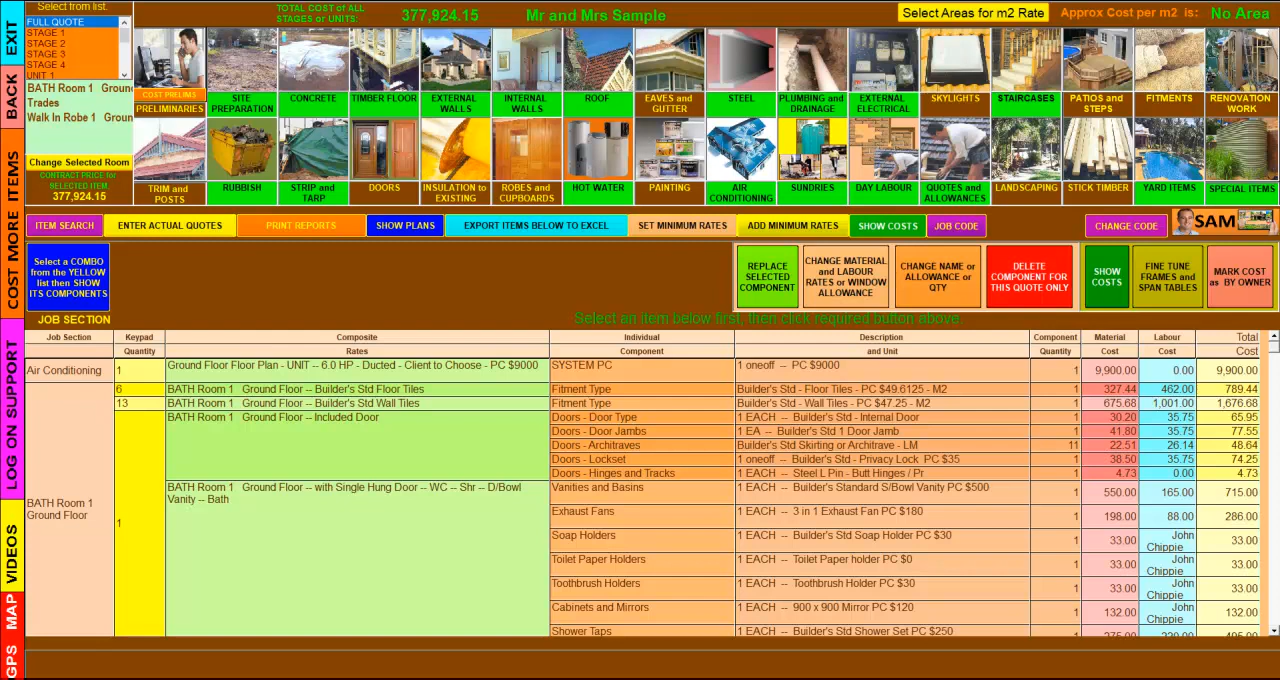 Select from list.
TOTAL COST of ALL
STAGES or UNITS:
377,924.15
Mr and Mrs Sample
Select Areas for m2 Rate
Approx Cost per m2 is:
No Area
EXIT
BACK
COST MORE ITEMS
LOG ON SUPPORT
VIDEOS
GPS MAP
FULL QUOTE
STAGE 1
STAGE 2
STAGE 3
STAGE 4
UNIT 1
BATH Room 1 Groun
Trades
Walk In Robe 1 Groun
Change Selected Room
CONTRACT PRICE for
SELECTED ITEM.
377,924.15
COST PRELIMS
PRELIMINARIES
SITE
PREPARATION
CONCRETE
TIMBER FLOOR
EXTERNAL
WALLS
INTERNAL
WALLS
ROOF
EAVES and
GUTTER
STEEL
PLUMBING and
DRAINAGE
EXTERNAL
ELECTRICAL
SKYLIGHTS
STAIRCASES
PATIOS and
STEPS
FITMENTS
RENOVATION
WORK
TRIM and
POSTS
RUBBISH
STRIP and
TARP
DOORS
INSULATION to
EXISTING
ROBES and
CUPBOARDS
HOT WATER
PAINTING
AIR
CONDITIONING
SUNDRIES
DAY LABOUR
QUOTES and
ALLOWANCES
LANDSCAPING
STICK TIMBER
YARD ITEMS
SPECIAL ITEMS
ITEM SEARCH
ENTER ACTUAL QUOTES
PRINT REPORTS
SHOW PLANS
EXPORT ITEMS BELOW TO EXCEL
SET MINIMUM RATES
ADD MINIMUM RATES
SHOW COSTS
JOB CODE
CHANGE CODE
SAM
Select a COMBO
from the YELLOW
list then SHOW
ITS COMPONENTS
REPLACE
SELECTED
COMPONENT
CHANGE MATERIAL
and LABOUR
RATES or WINDOW
ALLOWANCE
CHANGE NAME or
ALLOWANCE or
QTY
DELETE
COMPONENT FOR
THIS QUOTE ONLY
SHOW
COSTS
FINE TUNE
FRAMES and
SPAN TABLES
MARK COST
as BY OWNER
JOB SECTION
Select an item below first, then click required button above.
Job Section Keypad Composite Individual Description Component Material Labour Total
Quantity Rates Component and Unit Quantity Cost Cost Cost
Air Conditioning 1 Ground Floor Floor Plan - UNIT -- 6.0 HP - Ducted - Client to Choose - PC $9000 SYSTEM PC 1 oneoff -- PC $9000 1 9,900.00 0.00 9,900.00
6 BATH Room 1 Ground Floor -- Builder's Std Floor Tiles Fitment Type Builder's Std - Floor Tiles - PC $49.6125 - M2 1 327.44 462.00 789.44
13 BATH Room 1 Ground Floor -- Builder's Std Wall Tiles Fitment Type Builder's Std - Wall Tiles - PC $47.25 - M2 1 675.68 1,001.00 1,676.68
BATH Room 1 Ground Floor -- Included Door Doors - Door Type 1 EACH -- Builder's Std - Internal Door 1 30.20 35.75 65.95
Doors - Door Jambs 1 EA -- Builder's Std 1 Door Jamb 1 41.80 35.75 77.55
Doors - Architraves Builder's Std Skirting or Architrave - LM 11 22.51 26.14 48.64
Doors - Lockset 1 oneoff -- Builder's Std - Privacy Lock PC $35 1 38.50 35.75 74.25
Doors - Hinges and Tracks 1 EACH -- Steel L Pin - Butt Hinges / Pr 1 4.73 0.00 4.73
BATH Room 1
Ground Floor
1
BATH Room 1 Ground Floor -- with Single Hung Door -- WC -- Shr -- D/Bowl
Vanity -- Bath
Vanities and Basins 1 EACH -- Builder's Standard S/Bowl Vanity PC $500 1 550.00 165.00 715.00
Exhaust Fans 1 EACH -- 3 in 1 Exhaust Fan PC $180 1 198.00 88.00 286.00
Soap Holders 1 EACH -- Builder's Std Soap Holder PC $30 1 33.00 John Chippie 33.00
Toilet Paper Holders 1 EACH -- Toilet Paper holder PC $0 1 33.00 John Chippie 33.00
Toothbrush Holders 1 EACH -- Toothbrush Holder PC $30 1 33.00 John Chippie 33.00
Cabinets and Mirrors 1 EACH -- 900 x 900 Mirror PC $120 1 132.00 John Chippie 132.00
Shower Taps 1 EACH -- Builder's Std Shower Set PC $250 1 275.00 220.00 495.00